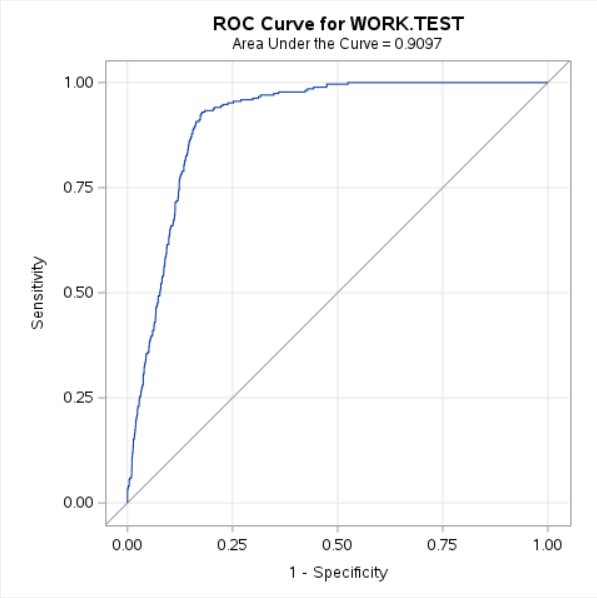 ROC Curve for WORK.TEST
Area Under the Curve = 0.9097
1.00
0.75
0.50
0.25
0.00
Sensitivity
0.00 0.25 0.50 0.75 1.00
1 - Specificity